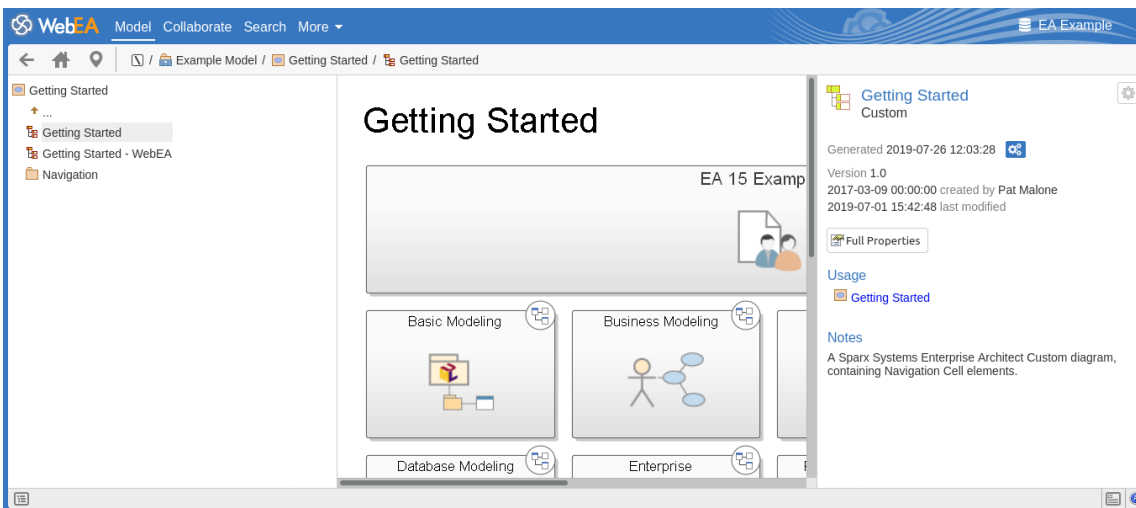 WebEA Model Collaborate Search More EA Example
/ Example Model / Getting Started / Getting Started
Getting Started
...
Getting Started
Getting Started - WebEA
Navigation
Getting Started
EA 15 Examp
Basic Modeling
Business Modeling
Database Modeling
Enterprise
Getting Started
Custom
Generated 2019-07-26 12:03:28
Version 1.0
2017-03-09 00:00:00 created by Pat Malone
2019-07-01 15:42:48 last modified
Full Properties
Usage
Getting Started
Notes
A Sparx Systems Enterprise Architect Custom diagram,
containing Navigation Cell elements.